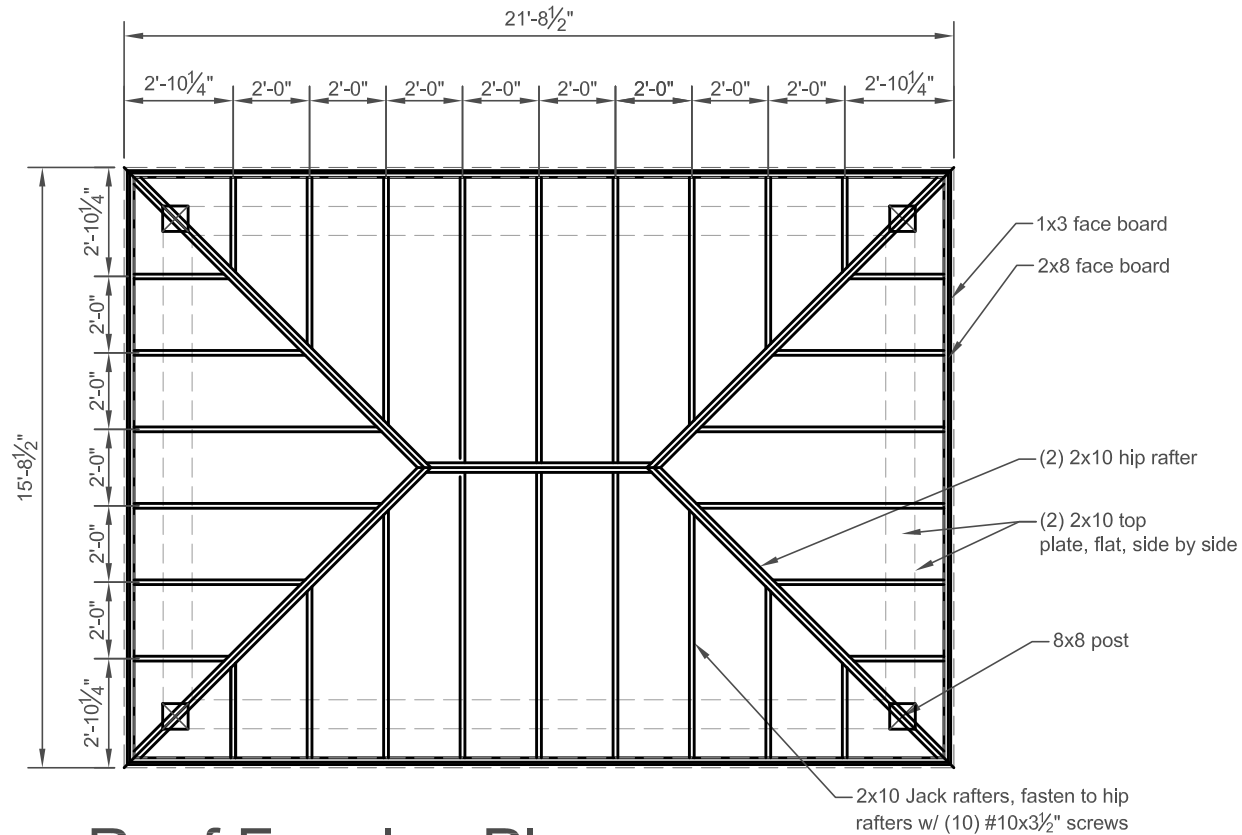 21'-8½"
2'-10¼" 2'-0" 2'-0" 2'-0" 2'-0" 2'-0" 2'-0" 2'-0" 2'-0" 2'-10¼"
15'-8½"
2'-10¼"
2'-0"
2'-0"
2'-0"
2'-0"
2'-0"
2'-10¼"
1x3 face board
2x8 face board
(2) 2x10 hip rafter
(2) 2x10 top
plate, flat, side by side
8x8 post
2x10 Jack rafters, fasten to hip
rafters w/ (10) #10x3½" screws
Roof Framing Plan